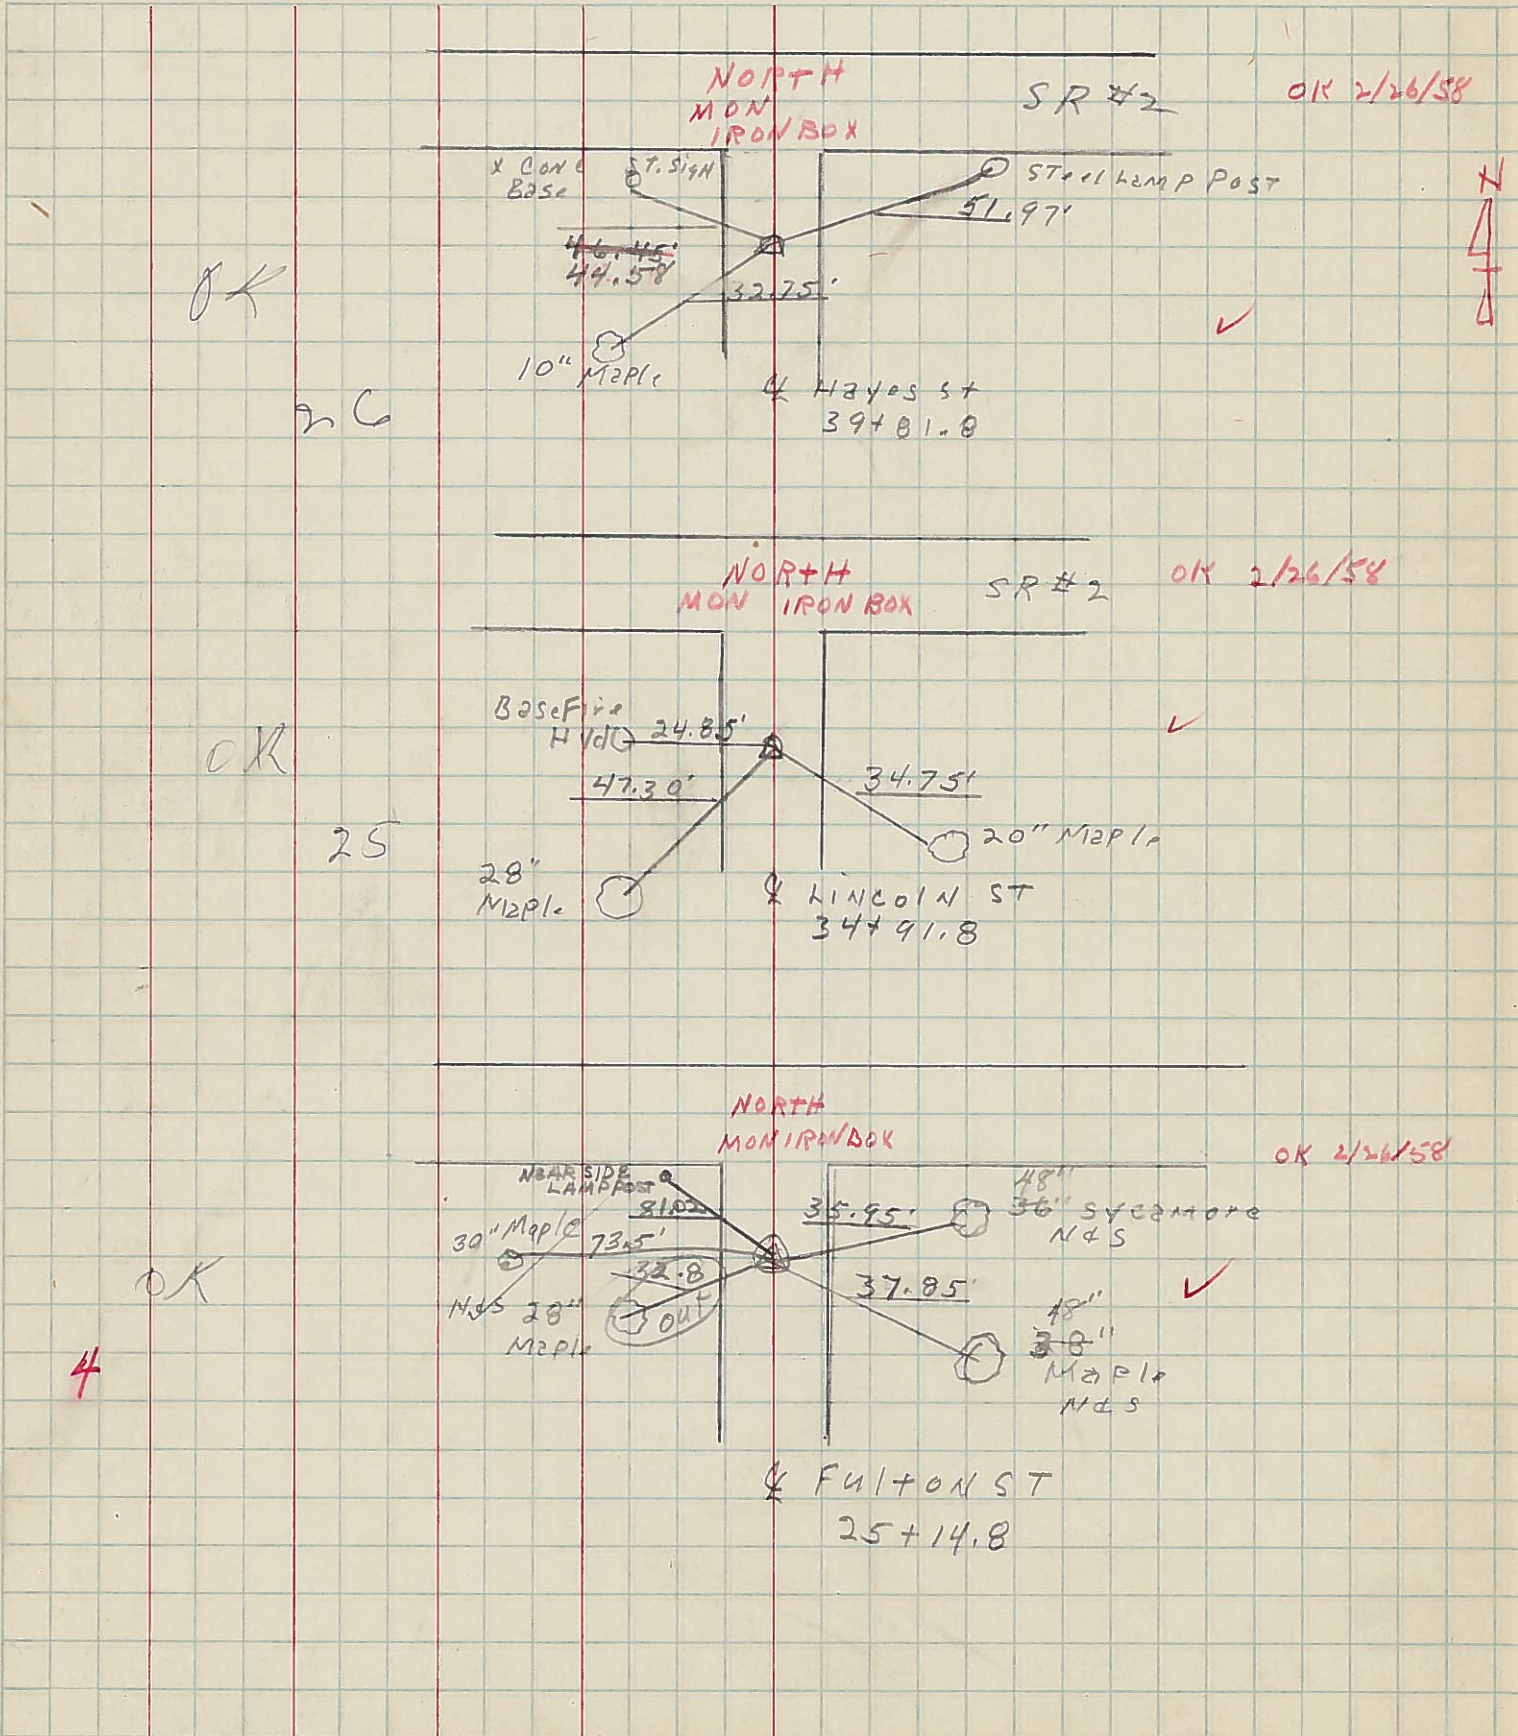 NORTH
MON
IRON BOX
SR #2
OK 2/26/58
N
X CONC
Base
ST. SIGN
Steel Lamp Post
51.97'
46.45'
44.58
32.75'
OK
10" Maple
26
℄ Hayes St
39+81.8
NORTH
MON IRON BOX
SR #2
OK 2/26/58
Base Fire
Hyd
24.85'
OK
47.30'
34.75'
20" Maple
25
28"
Maple
℄ LINCOLN ST
34+91.8
NORTH
MON IRON BOX
OK 2/26/58
NEAR SIDE
LAMP POST
81.02
48"
36" Sycamore
N&S
35.95'
30" Maple
73.5'
N&S
32.8
out
28"
Maple
37.85'
48"
38"
Maple
N&S
OK
4
℄ Fulton ST
25+14.8